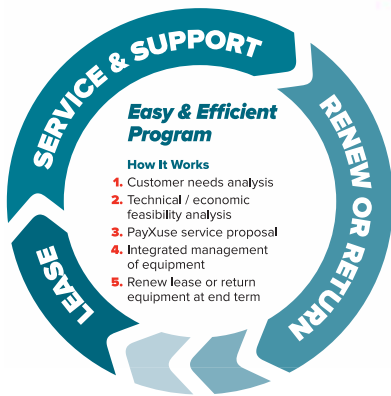 SERVICE & SUPPORT
RENEW OR RETURN
LEASE
Easy & Efficient
Program
How It Works
1. Customer needs analysis
2. Technical / economic
feasibility analysis
3. PayXuse service proposal
4. Integrated management
of equipment
5. Renew lease or return
equipment at end term